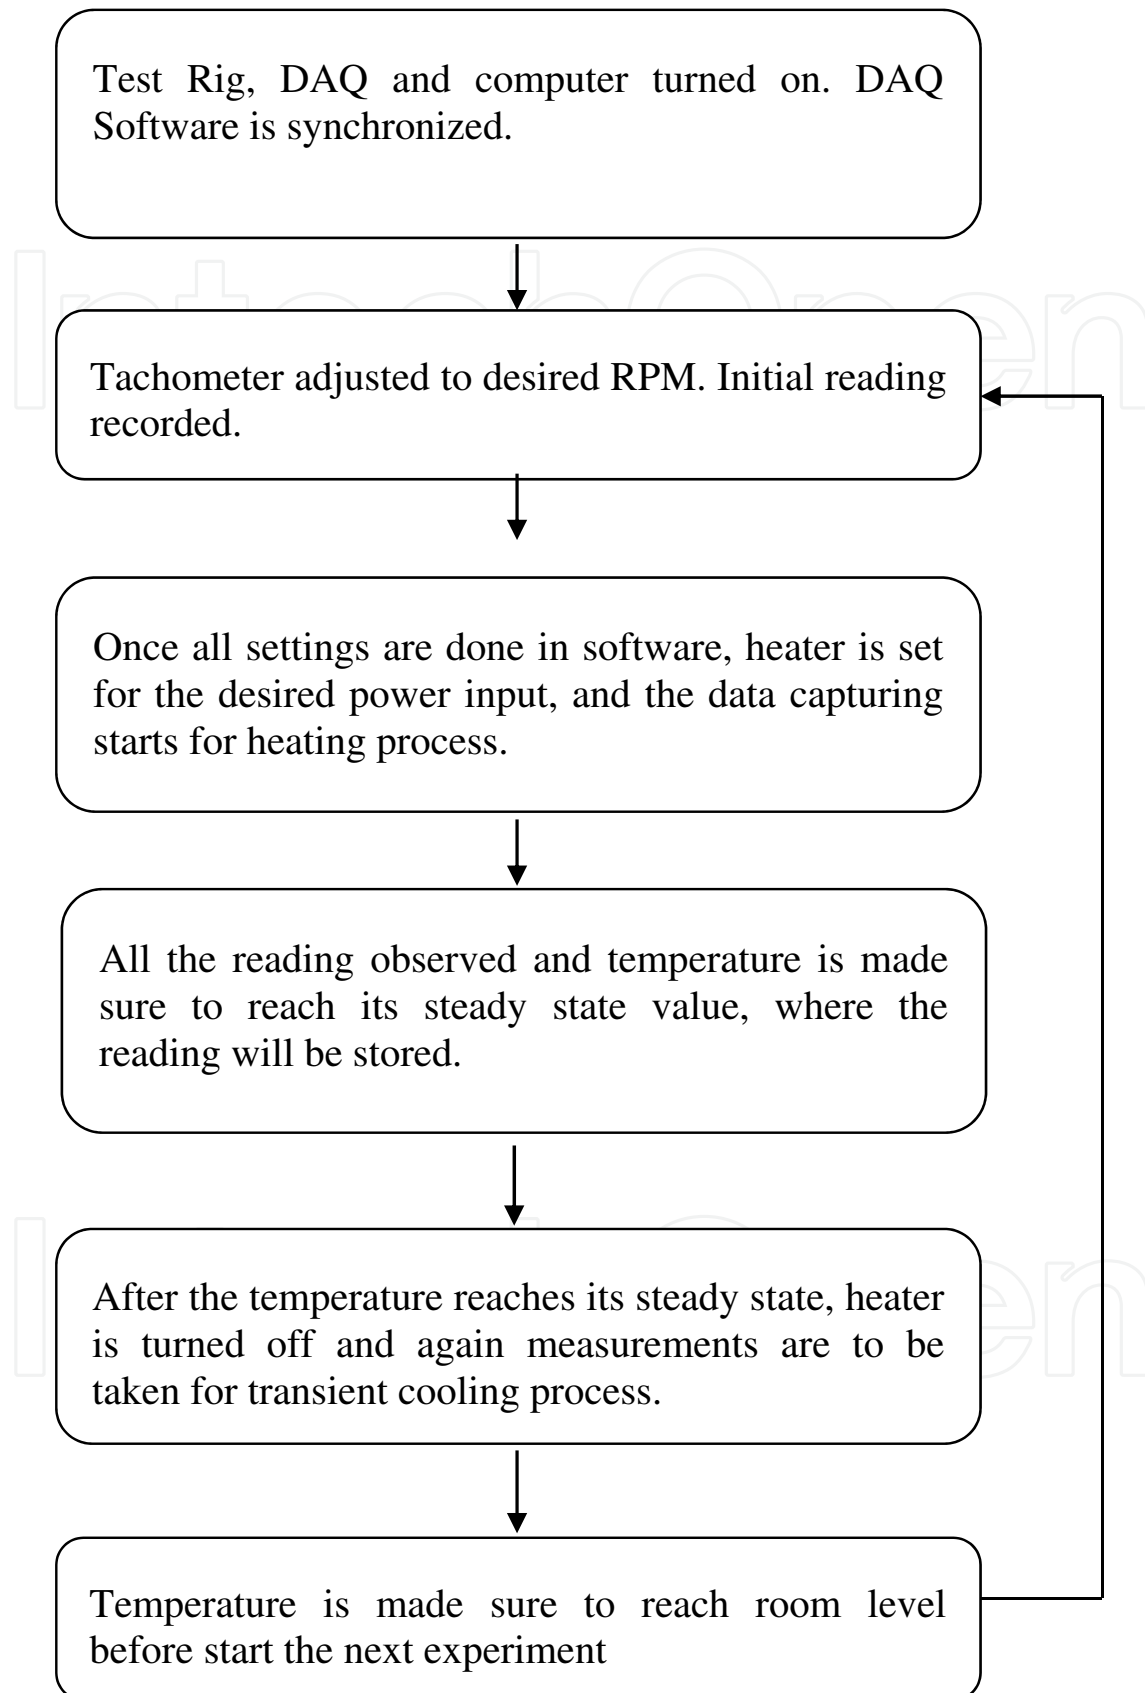 Test Rig, DAQ and computer turned on. DAQ
Software is synchronized.
Tachometer adjusted to desired RPM. Initial reading
recorded.
Once all settings are done in software, heater is set
for the desired power input, and the data capturing
starts for heating process.
All the reading observed and temperature is made
sure to reach its steady state value, where the
reading will be stored.
After the temperature reaches its steady state, heater
is turned off and again measurements are to be
taken for transient cooling process.
Temperature is made sure to reach room level
before start the next experiment